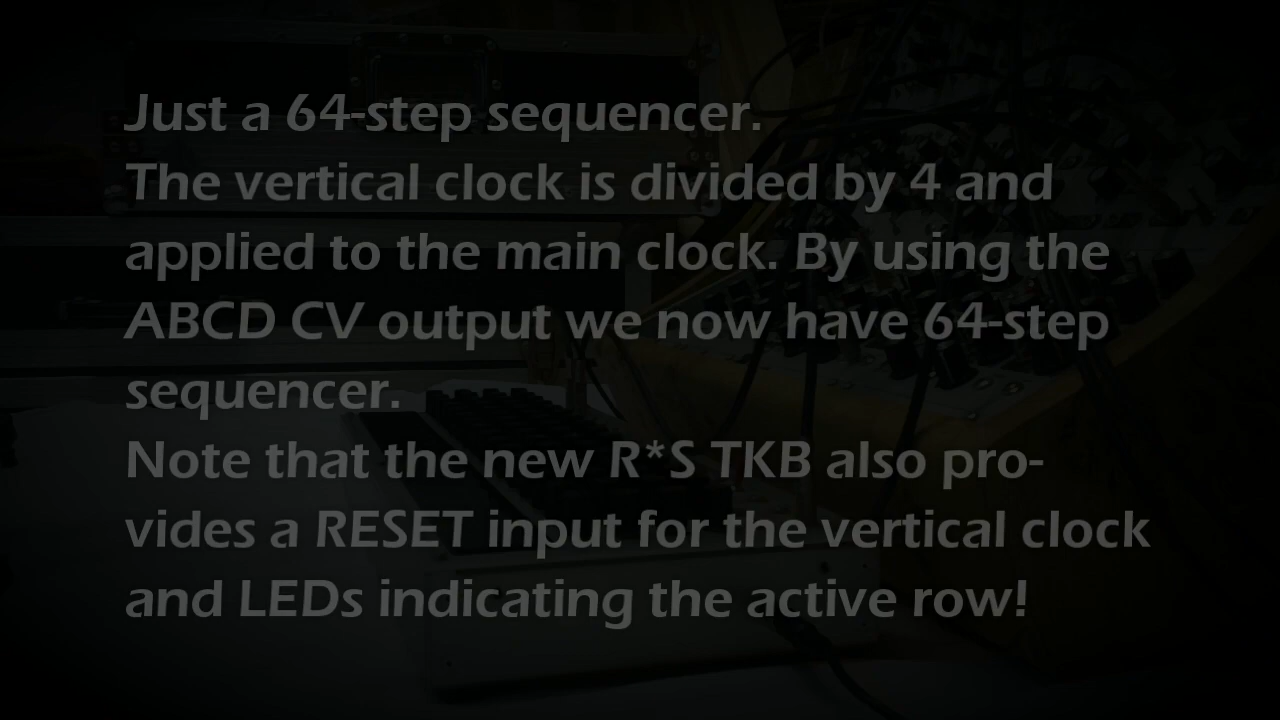 Just a 64-step sequencer.
The vertical clock is divided by 4 and
applied to the main clock. By using the
ABCD CV output we now have 64-step
sequencer.
Note that the new R*S TKB also pro-
vides a RESET input for the vertical clock
and LEDs indicating the active row!